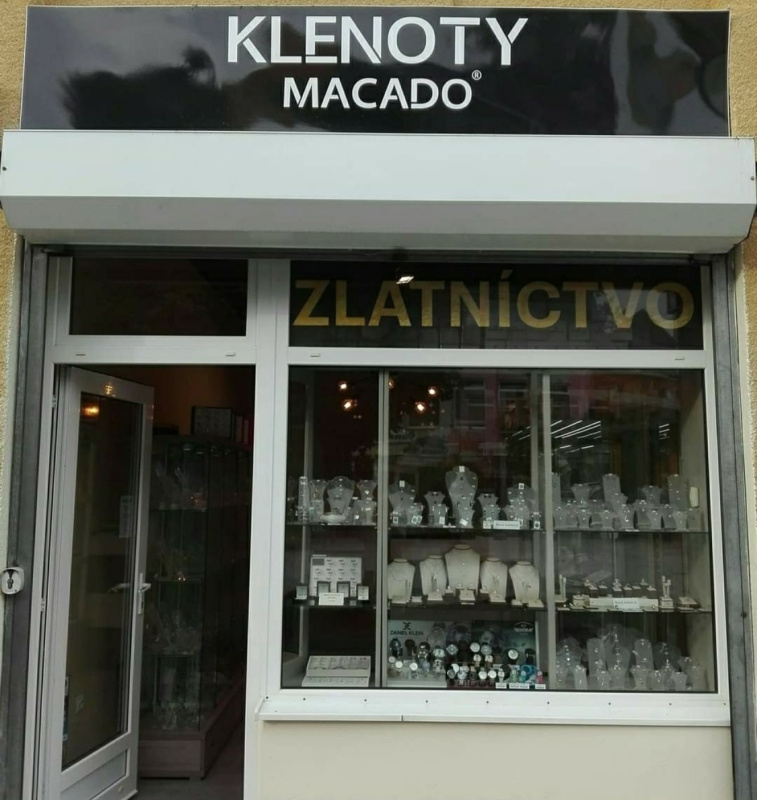 KLENOTY
MACADO®
ZLATNÍCTVO
DANIEL KLEIN